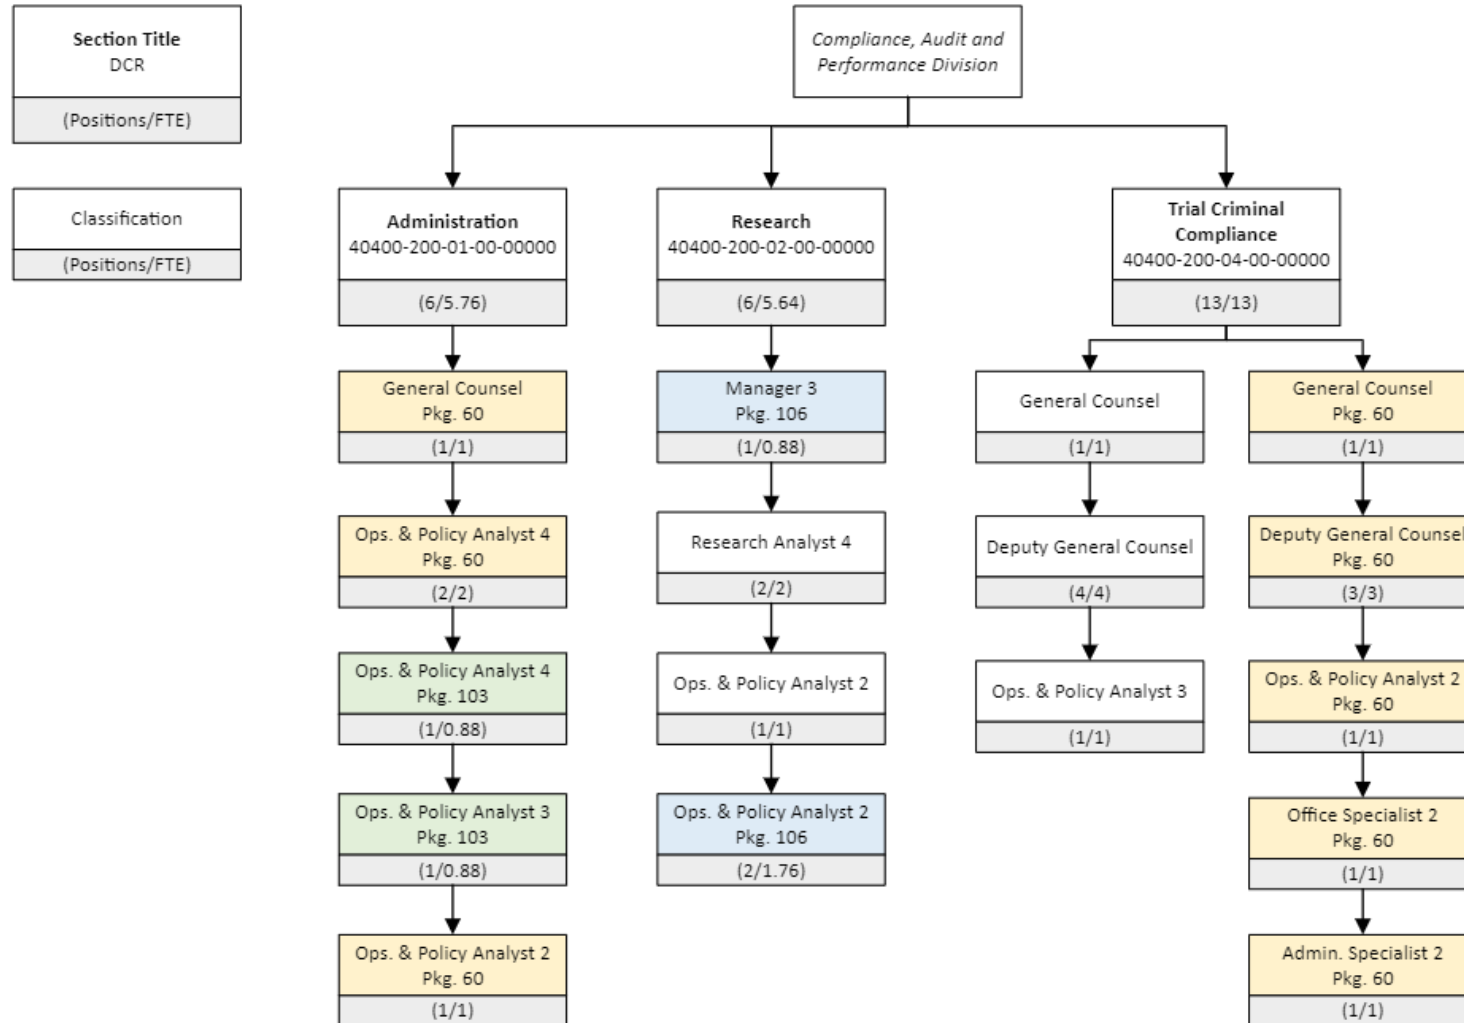 Section Title
DCR
(Positions/FTE)
Classification
(Positions/FTE)
Compliance, Audit and
Performance Division
Administration
40400-200-01-00-00000
(6/5.76)
General Counsel
Pkg. 60
(1/1)
Ops. & Policy Analyst 4
Pkg. 60
(2/2)
Ops. & Policy Analyst 4
Pkg. 103
(1/0.88)
Ops. & Policy Analyst 3
Pkg. 103
(1/0.88)
Ops. & Policy Analyst 2
Pkg. 60
(1/1)
Research
40400-200-02-00-00000
(6/5.64)
Manager 3
Pkg. 106
(1/0.88)
Research Analyst 4
(2/2)
Ops. & Policy Analyst 2
(1/1)
Ops. & Policy Analyst 2
Pkg. 106
(2/1.76)
Trial Criminal
Compliance
40400-200-04-00-00000
(13/13)
General Counsel
(1/1)
Deputy General Counsel
(4/4)
Ops. & Policy Analyst 3
(1/1)
General Counsel
Pkg. 60
(1/1)
Deputy General Counsel
Pkg. 60
(3/3)
Ops. & Policy Analyst 2
Pkg. 60
(1/1)
Office Specialist 2
Pkg. 60
(1/1)
Admin. Specialist 2
Pkg. 60
(1/1)